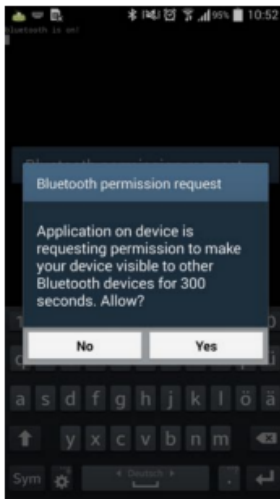 95% 10:52
Bluetooth is on!
Bluetooth permission request
Application on device is
requesting permission to make
your device visible to other
Bluetooth devices for 300
seconds. Allow?
No Yes
a s d f g h j k l ö ä
y x c v b n m
Sym Deutsch .